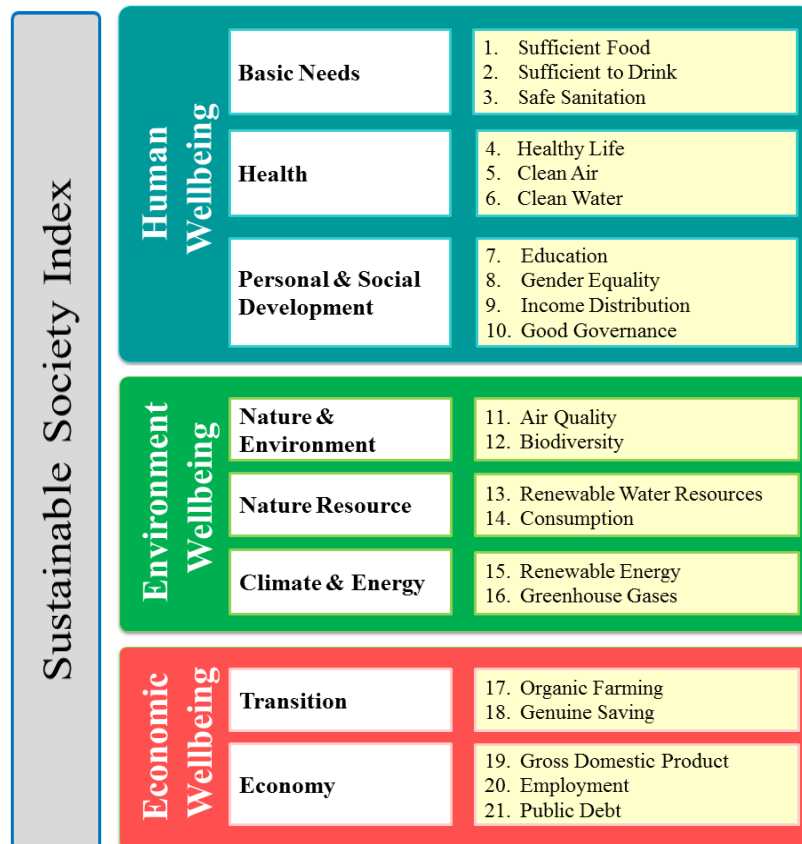 Sustainable Society Index
Human
Wellbeing
Basic Needs
1. Sufficient Food
2. Sufficient to Drink
3. Safe Sanitation
Health
4. Healthy Life
5. Clean Air
6. Clean Water
Personal & Social
Development
7. Education
8. Gender Equality
9. Income Distribution
10. Good Governance
Environment
Wellbeing
Nature &
Environment
11. Air Quality
12. Biodiversity
Nature Resource
13. Renewable Water Resources
14. Consumption
Climate & Energy
15. Renewable Energy
16. Greenhouse Gases
Economic
Wellbeing
Transition
17. Organic Farming
18. Genuine Saving
Economy
19. Gross Domestic Product
20. Employment
21. Public Debt